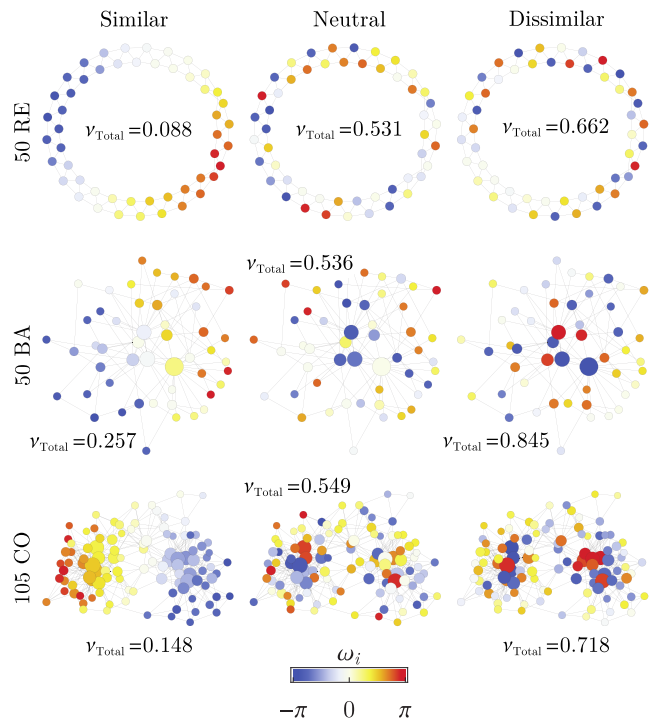 Similar Neutral Dissimilar
50 RE
ν_Total=0.088 ν_Total=0.531 ν_Total=0.662
50 BA
ν_Total=0.257 ν_Total=0.536 ν_Total=0.845
105 CO
ν_Total=0.148 ν_Total=0.549 ν_Total=0.718
ω_i
−π 0 π